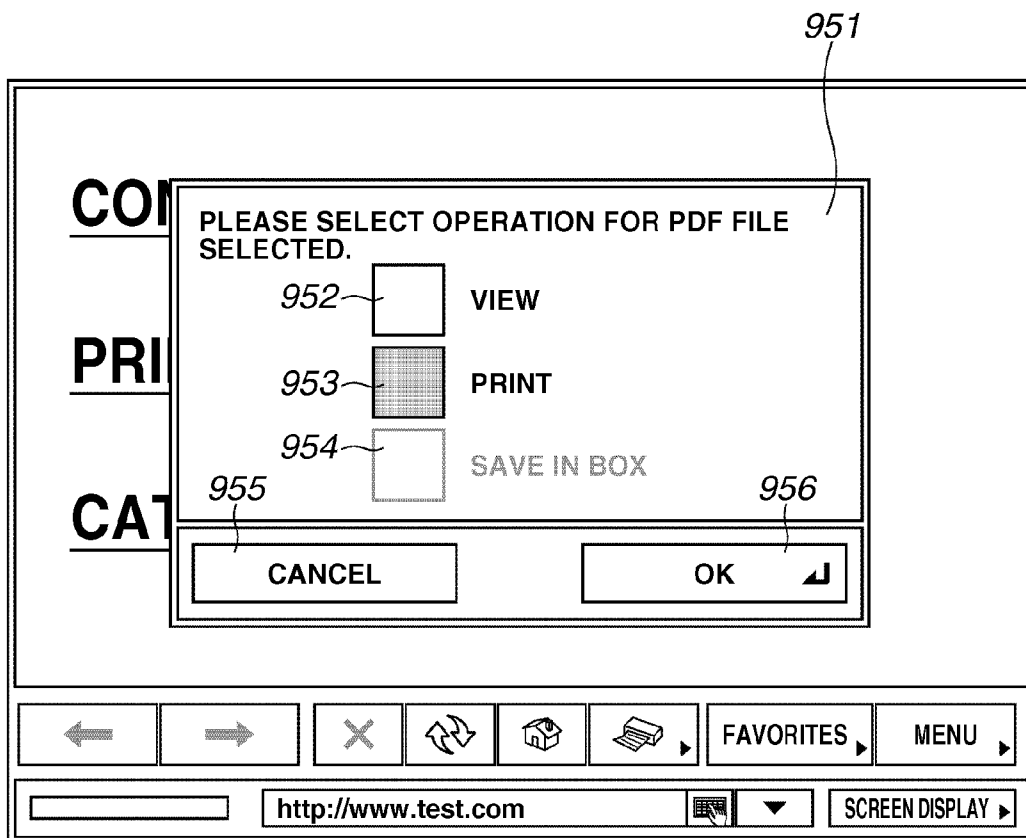 951
CON
PLEASE SELECT OPERATION FOR PDF FILE
SELECTED.
952 VIEW
PRI
953 PRINT
954 SAVE IN BOX
955 956
CAT
CANCEL OK
FAVORITES MENU
http://www.test.com SCREEN DISPLAY